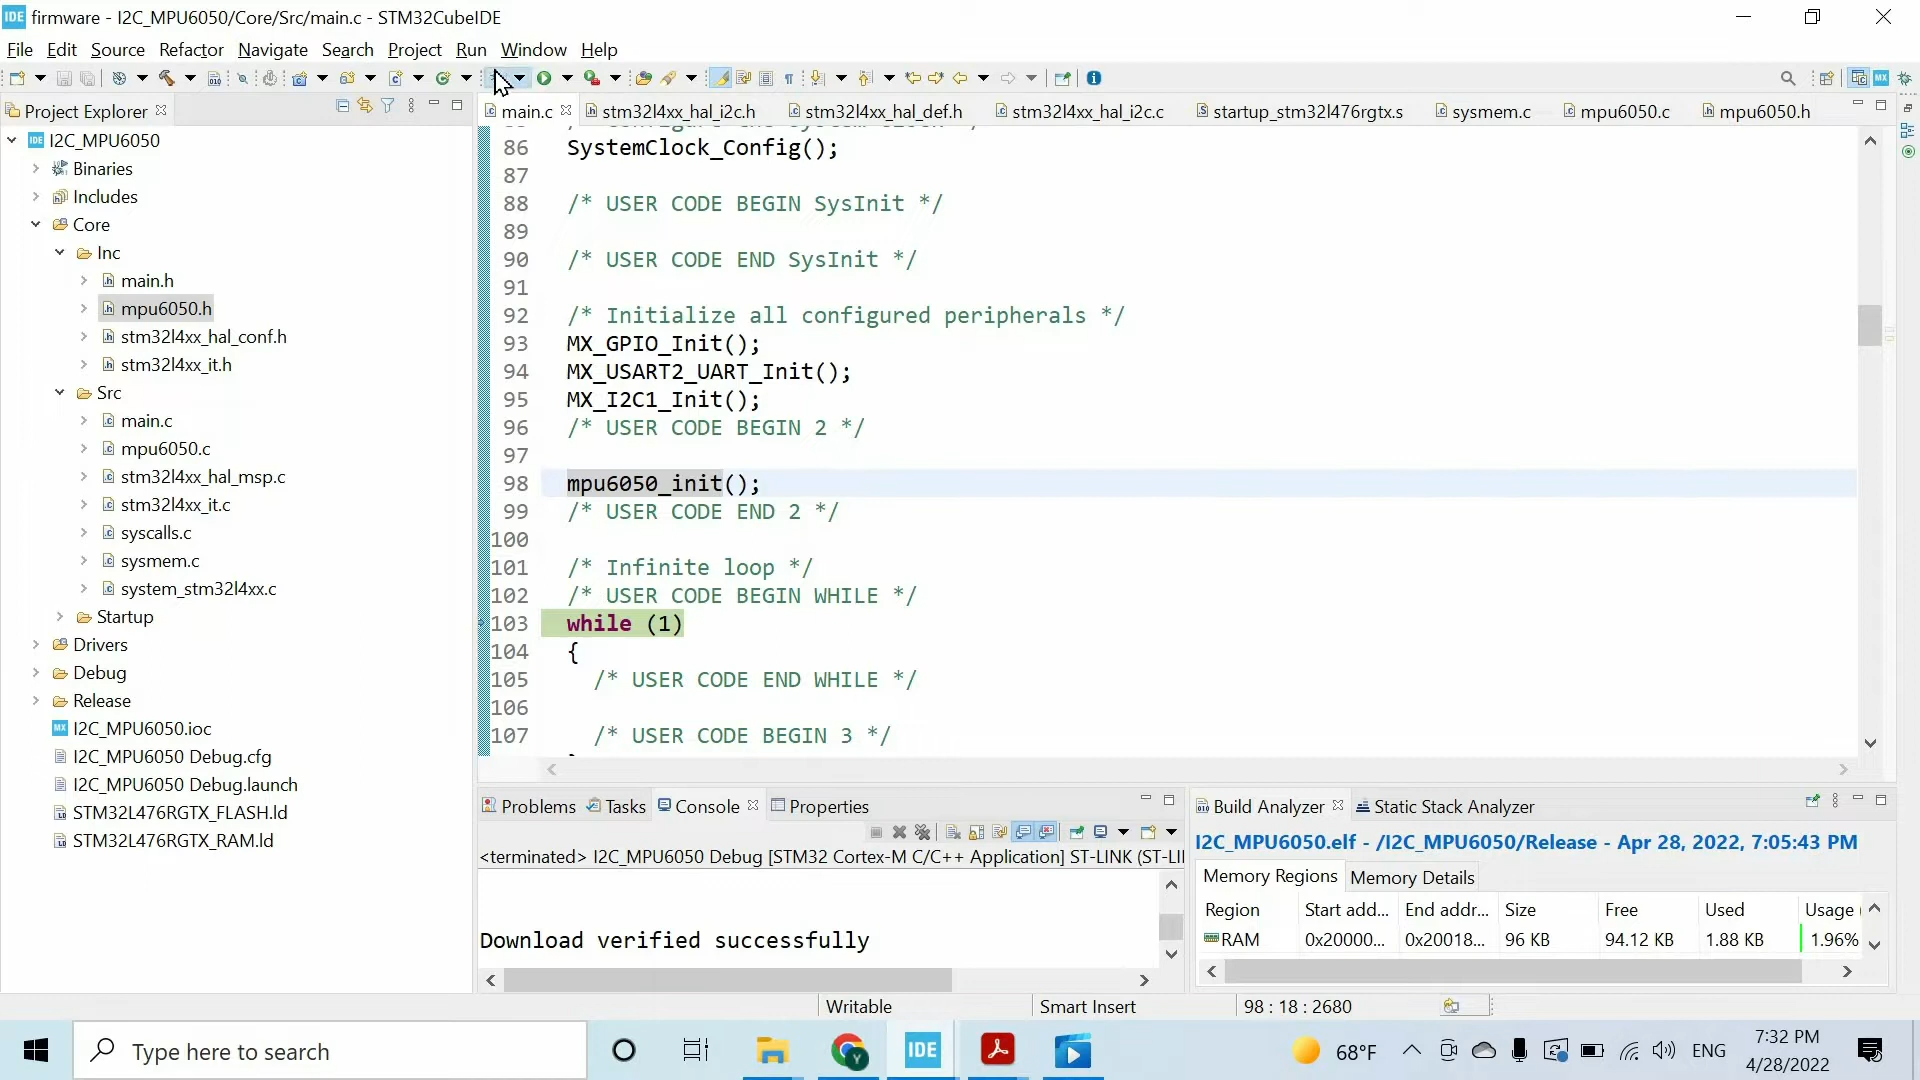 IDE firmware - I2C_MPU6050/Core/Src/main.c - STM32CubeIDE
File Edit Source Refactor Navigate Search Project Run Window Help
Project Explorer
IDE I2C_MPU6050
Binaries
Includes
Core
Inc
main.h
mpu6050.h
stm32l4xx_hal_conf.h
stm32l4xx_it.h
Src
main.c
mpu6050.c
stm32l4xx_hal_msp.c
stm32l4xx_it.c
syscalls.c
sysmem.c
system_stm32l4xx.c
Startup
Drivers
Debug
Release
MX I2C_MPU6050.ioc
I2C_MPU6050 Debug.cfg
I2C_MPU6050 Debug.launch
STM32L476RGTX_FLASH.ld
STM32L476RGTX_RAM.ld
main.c stm32l4xx_hal_i2c.h stm32l4xx_hal_def.h stm32l4xx_hal_i2c.c startup_stm32l476rgtx.s sysmem.c mpu6050.c mpu6050.h
86 SystemClock_Config();
87
88 /* USER CODE BEGIN SysInit */
89
90 /* USER CODE END SysInit */
91
92 /* Initialize all configured peripherals */
93 MX_GPIO_Init();
94 MX_USART2_UART_Init();
95 MX_I2C1_Init();
96 /* USER CODE BEGIN 2 */
97
98 mpu6050_init();
99 /* USER CODE END 2 */
100
101 /* Infinite loop */
102 /* USER CODE BEGIN WHILE */
103 while (1)
104 {
105 /* USER CODE END WHILE */
106
107 /* USER CODE BEGIN 3 */
Problems Tasks Console Properties
<terminated> I2C_MPU6050 Debug [STM32 Cortex-M C/C++ Application] ST-LINK (ST-LI
Download verified successfully
Build Analyzer Static Stack Analyzer
I2C_MPU6050.elf - /I2C_MPU6050/Release - Apr 28, 2022, 7:05:43 PM
Memory Regions Memory Details
Region Start add... End addr... Size Free Used Usage (
RAM 0x20000... 0x20018... 96 KB 94.12 KB 1.88 KB 1.96%
Writable Smart Insert 98 : 18 : 2680
Type here to search
IDE
68°F
ENG
7:32 PM
4/28/2022